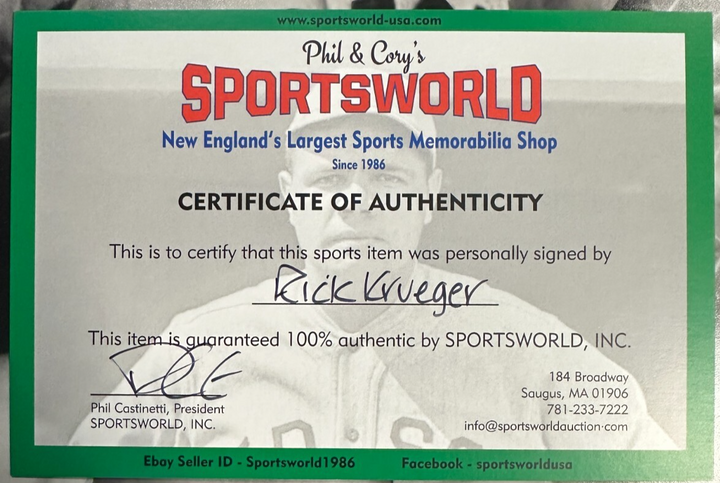 www.sportsworld-usa.com
Phil & Cory's
SPORTSWORLD
New England's Largest Sports Memorabilia Shop
Since 1986
CERTIFICATE OF AUTHENTICITY
This is to certify that this sports item was personally signed by
Rick Krueger
This item is guaranteed 100% authentic by SPORTSWORLD, INC.
Phil Castinetti, President
SPORTSWORLD, INC.
184 Broadway
Saugus, MA 01906
781-233-7222
info@sportsworldauction.com
Ebay Seller ID - Sportsworld1986 Facebook - sportsworldusa